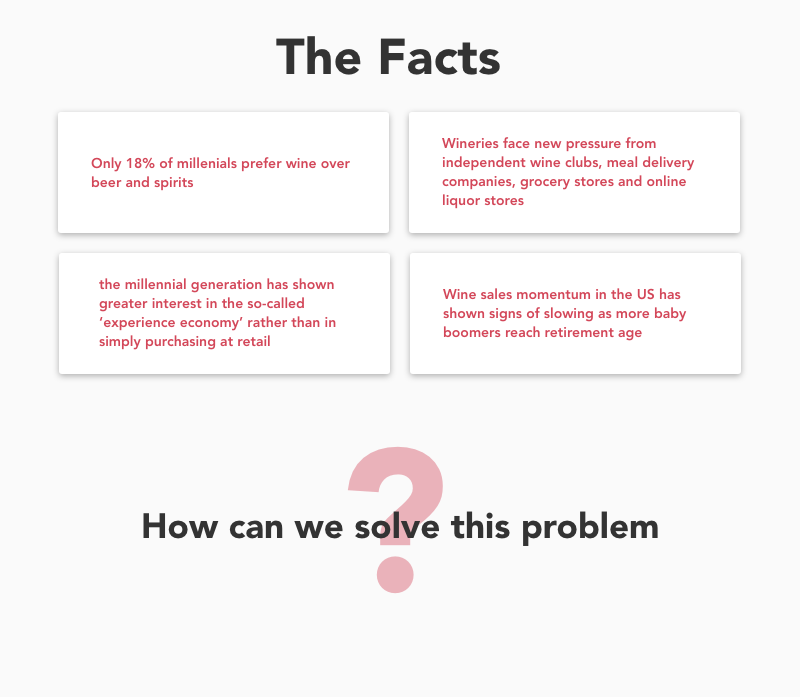 The Facts
Only 18% of millenials prefer wine over
beer and spirits
Wineries face new pressure from
independent wine clubs, meal delivery
companies, grocery stores and online
liquor stores
the millennial generation has shown
greater interest in the so-called
‘experience economy’ rather than in
simply purchasing at retail
Wine sales momentum in the US has
shown signs of slowing as more baby
boomers reach retirement age
?
How can we solve this problem